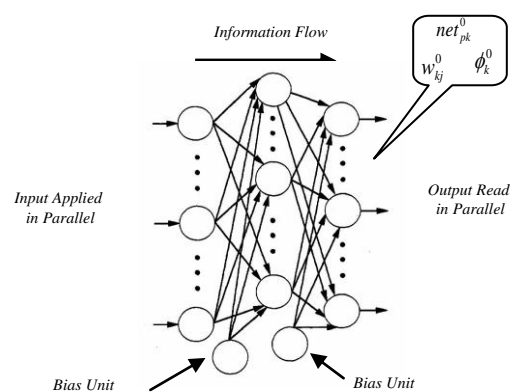 Information Flow
net⁰ₚₖ
w⁰ₖⱼ ϕ⁰ₖ
Input Applied
in Parallel
Output Read
in Parallel
Bias Unit
Bias Unit